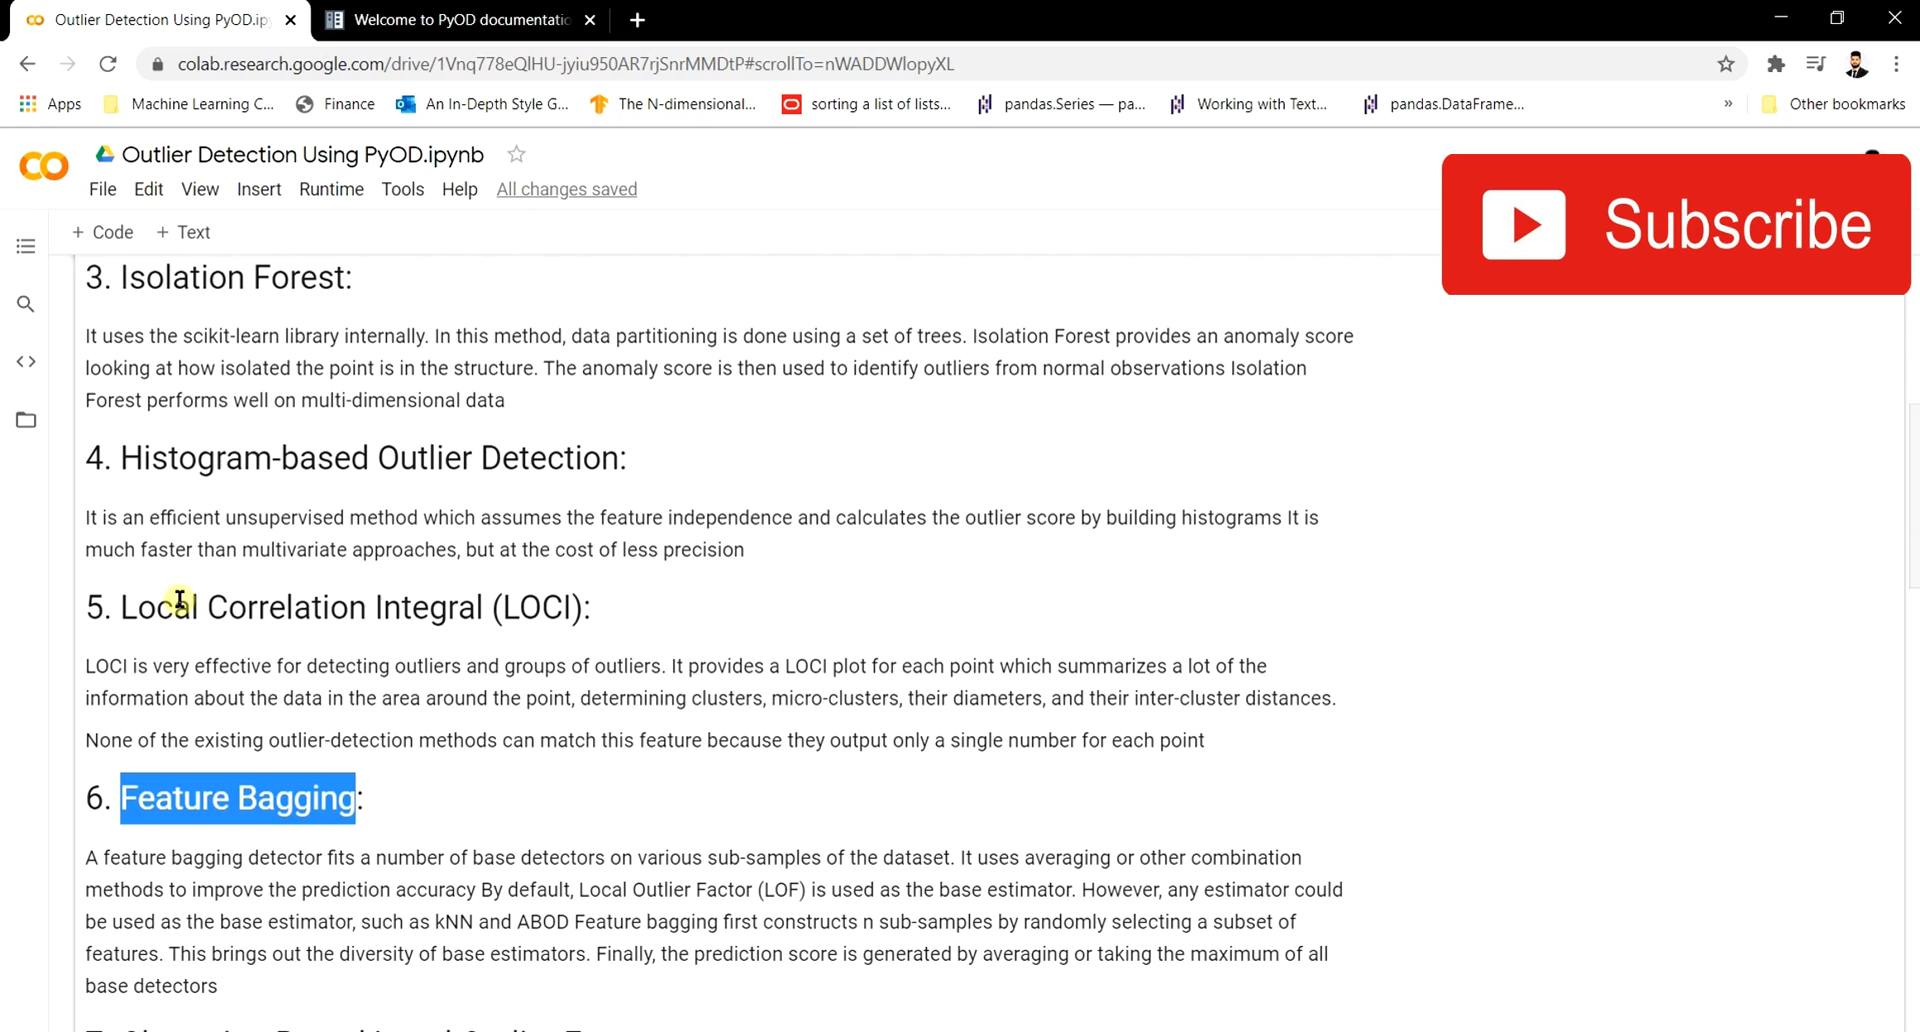 Outlier Detection Using PyOD.ip
Welcome to PyOD documentatio
colab.research.google.com/drive/1Vnq778eQlHU-jyiu950AR7rjSnrMMDtP#scrollTo=nWADDWlopyXL
Apps Machine Learning C... Finance An In-Depth Style G... The N-dimensional... sorting a list of lists... pandas.Series — pa... Working with Text... pandas.DataFrame... » Other bookmarks
Outlier Detection Using PyOD.ipynb
File Edit View Insert Runtime Tools Help All changes saved
Subscribe
+ Code + Text
3. Isolation Forest:
It uses the scikit-learn library internally. In this method, data partitioning is done using a set of trees. Isolation Forest provides an anomaly score
looking at how isolated the point is in the structure. The anomaly score is then used to identify outliers from normal observations Isolation
Forest performs well on multi-dimensional data
4. Histogram-based Outlier Detection:
It is an efficient unsupervised method which assumes the feature independence and calculates the outlier score by building histograms It is
much faster than multivariate approaches, but at the cost of less precision
5. Local Correlation Integral (LOCI):
LOCI is very effective for detecting outliers and groups of outliers. It provides a LOCI plot for each point which summarizes a lot of the
information about the data in the area around the point, determining clusters, micro-clusters, their diameters, and their inter-cluster distances.
None of the existing outlier-detection methods can match this feature because they output only a single number for each point
6. Feature Bagging:
A feature bagging detector fits a number of base detectors on various sub-samples of the dataset. It uses averaging or other combination
methods to improve the prediction accuracy By default, Local Outlier Factor (LOF) is used as the base estimator. However, any estimator could
be used as the base estimator, such as kNN and ABOD Feature bagging first constructs n sub-samples by randomly selecting a subset of
features. This brings out the diversity of base estimators. Finally, the prediction score is generated by averaging or taking the maximum of all
base detectors